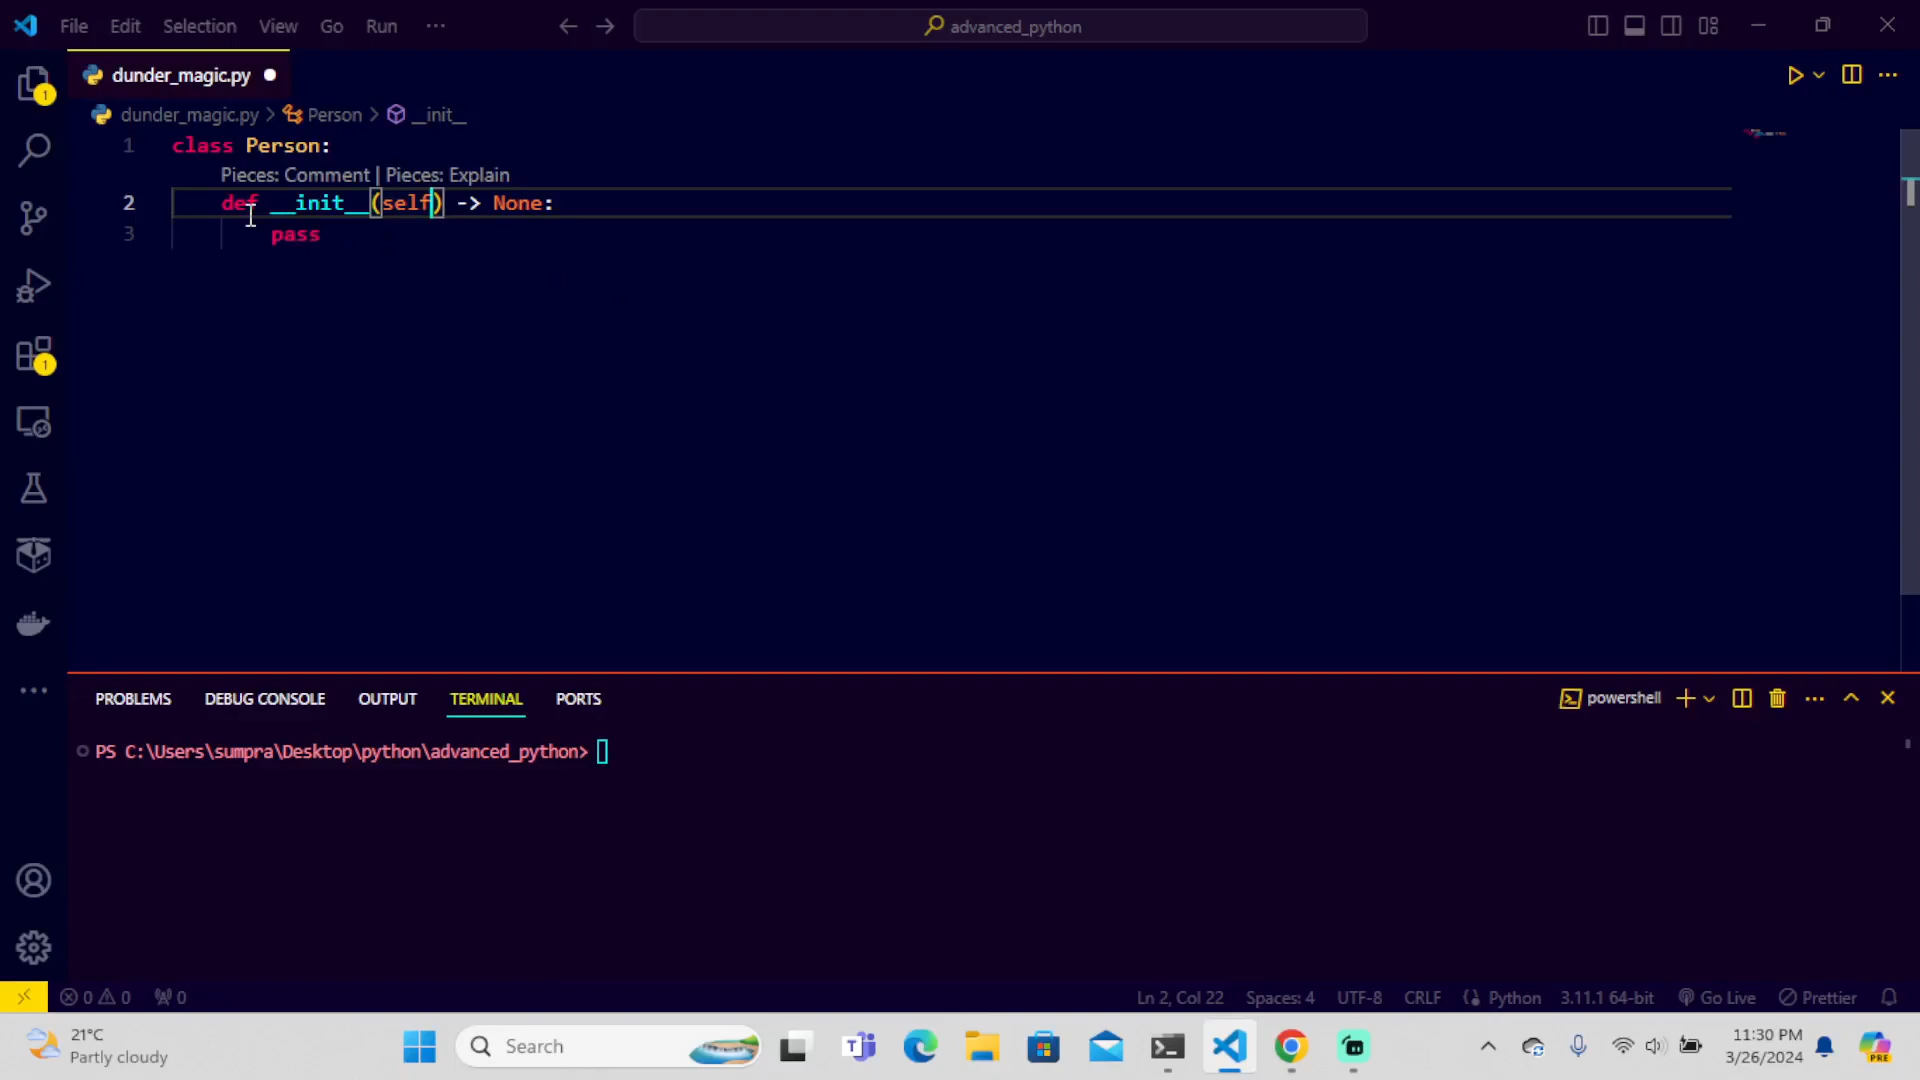 File Edit Selection View Go Run ···
advanced_python
dunder_magic.py
dunder_magic.py > Person > __init__
1 class Person:
Pieces: Comment | Pieces: Explain
2 def __init__(self) -> None:
3 pass
1
1
PROBLEMS DEBUG CONSOLE OUTPUT TERMINAL PORTS
powershell
PS C:\Users\sumpra\Desktop\python\advanced_python>
0 0 0
Ln 2, Col 22 Spaces: 4 UTF-8 CRLF Python 3.11.1 64-bit Go Live Prettier
21°C
Partly cloudy
Search
11:30 PM
3/26/2024
PRE